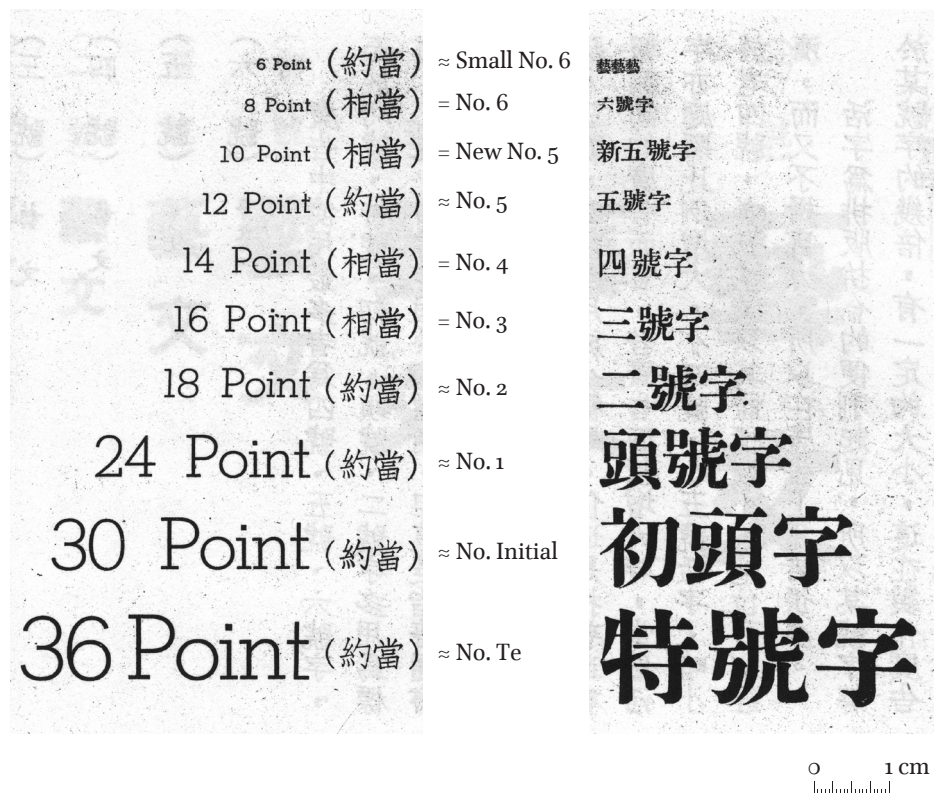 6 Point (約當) ≈ Small No. 6 藝藝藝
8 Point (相當) = No. 6 六號字
10 Point (相當) = New No. 5 新五號字
12 Point (約當) ≈ No. 5 五號字
14 Point (相當) = No. 4 四號字
16 Point (相當) = No. 3 三號字
18 Point (約當) ≈ No. 2 二號字
24 Point (約當) ≈ No. 1 頭號字
30 Point (約當) ≈ No. Initial 初頭字
36 Point (約當) ≈ No. Te 特號字
0 1 cm